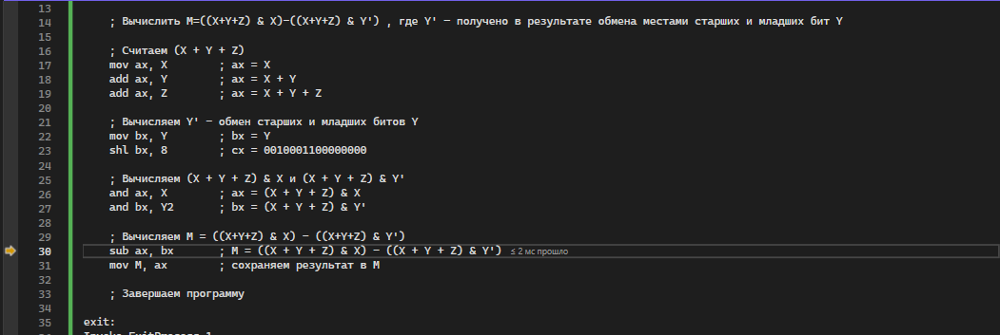 13
14 ; Вычислить M=((X+Y+Z) & X)-((X+Y+Z) & Y') , где Y' - получено в результате обмена местами старших и младших бит Y
15
16 ; Считаем (X + Y + Z)
17 mov ax, X ; ax = X
18 add ax, Y ; ax = X + Y
19 add ax, Z ; ax = X + Y + Z
20
21 ; Вычисляем Y' - обмен старших и младших битов Y
22 mov bx, Y ; bx = Y
23 shl bx, 8 ; cx = 0010001100000000
24
25 ; Вычисляем (X + Y + Z) & X и (X + Y + Z) & Y'
26 and ax, X ; ax = (X + Y + Z) & X
27 and bx, Y2 ; bx = (X + Y + Z) & Y'
28
29 ; Вычисляем M = ((X+Y+Z) & X) - ((X+Y+Z) & Y')
30 sub ax, bx ; M = ((X + Y + Z) & X) - ((X + Y + Z) & Y') ≤ 2 мс прошло
31 mov M, ax ; сохраняем результат в M
32
33 ; Завершаем программу
34
35 exit:
Invoke ExitProcess 1